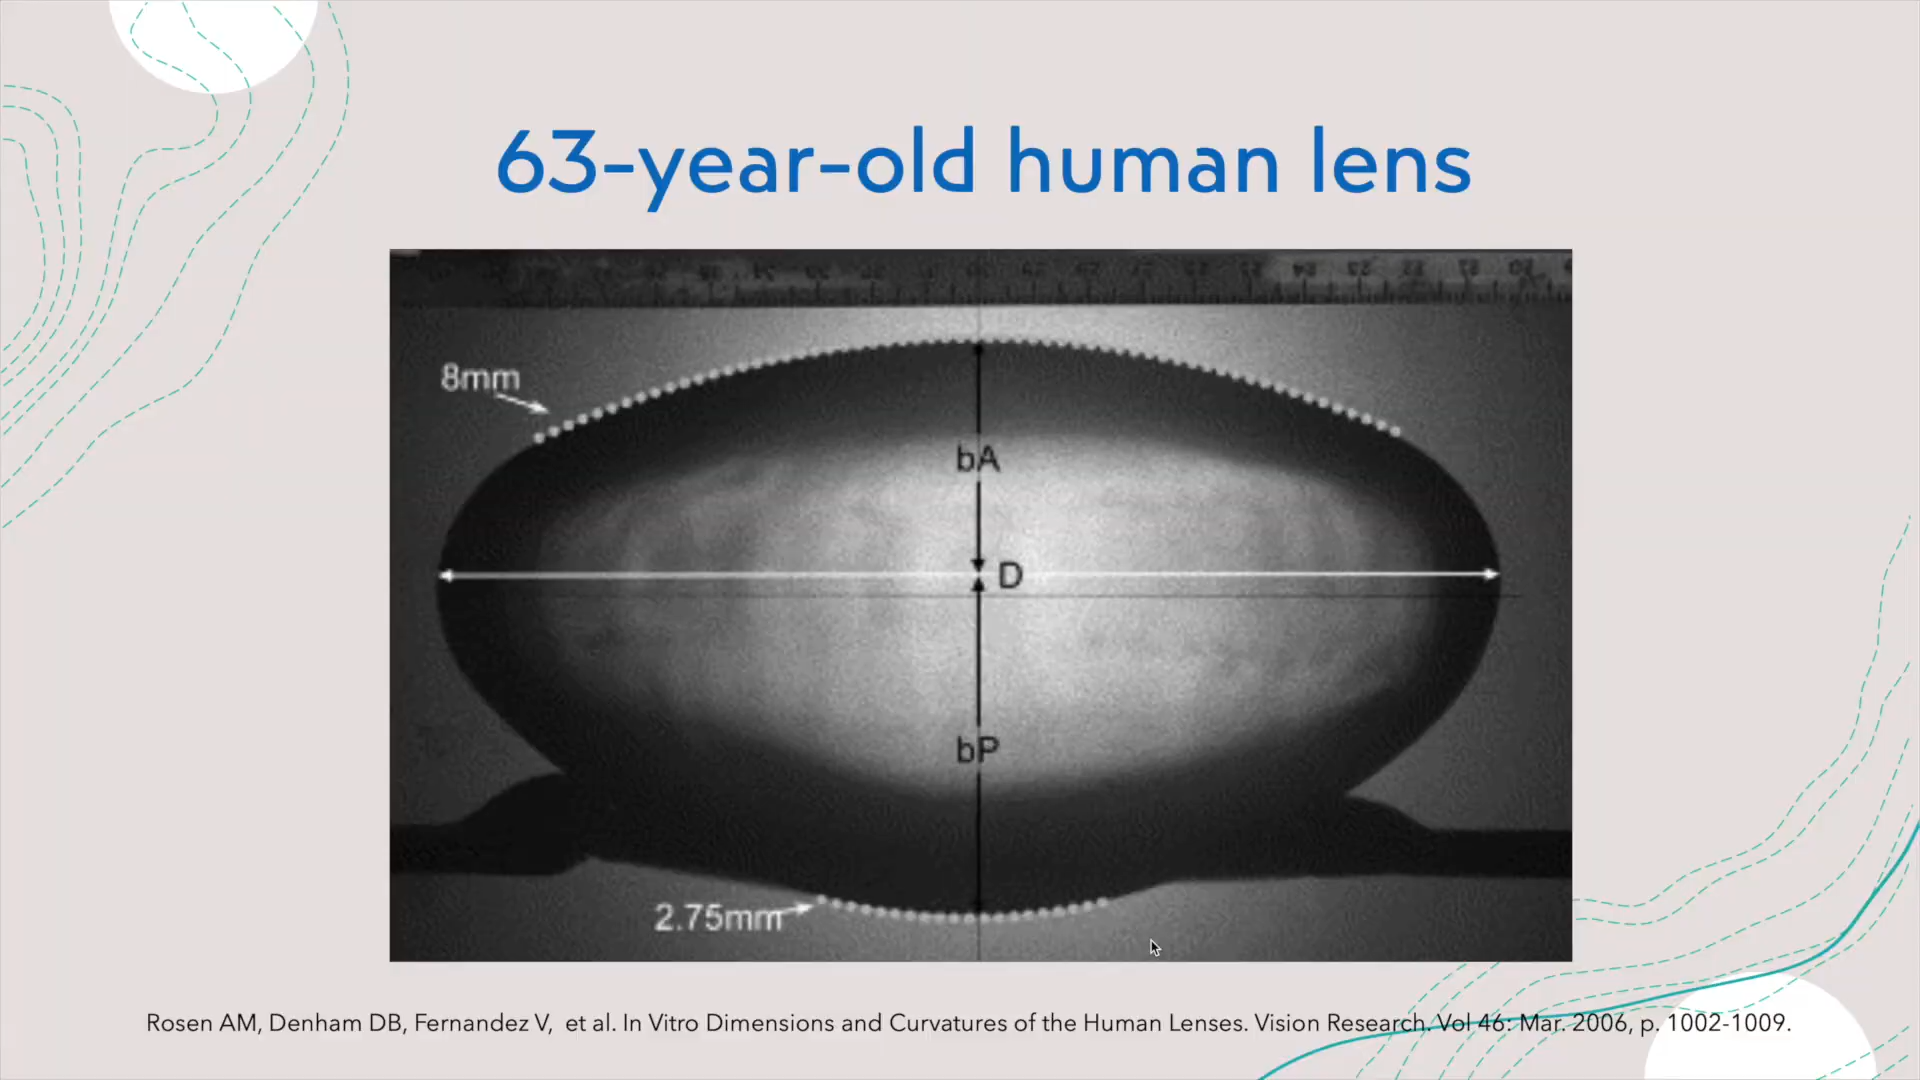 63-year-old human lens
8mm
bA
D
bP
2.75mm
Rosen AM, Denham DB, Fernandez V, et al. In Vitro Dimensions and Curvatures of the Human Lenses. Vision Research. Vol 46: Mar. 2006, p. 1002-1009.